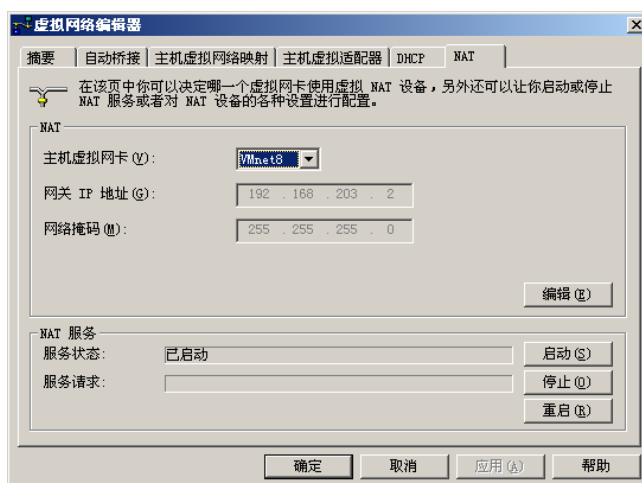 虚拟网络编辑器
摘要 自动桥接 主机虚拟网络映射 主机虚拟适配器 DHCP NAT
在该页中你可以决定哪一个虚拟网卡使用虚拟 NAT 设备，另外还可以让你启动或停止
NAT 服务或者对 NAT 设备的各种设置进行配置。
NAT
主机虚拟网卡(V): VMnet8
网关 IP 地址(G): 192 . 168 . 203 . 2
网络掩码(M): 255 . 255 . 255 . 0
编辑(E)
NAT 服务
服务状态: 已启动 启动(S)
服务请求: 停止(O)
重启(R)
确定 取消 应用(A) 帮助